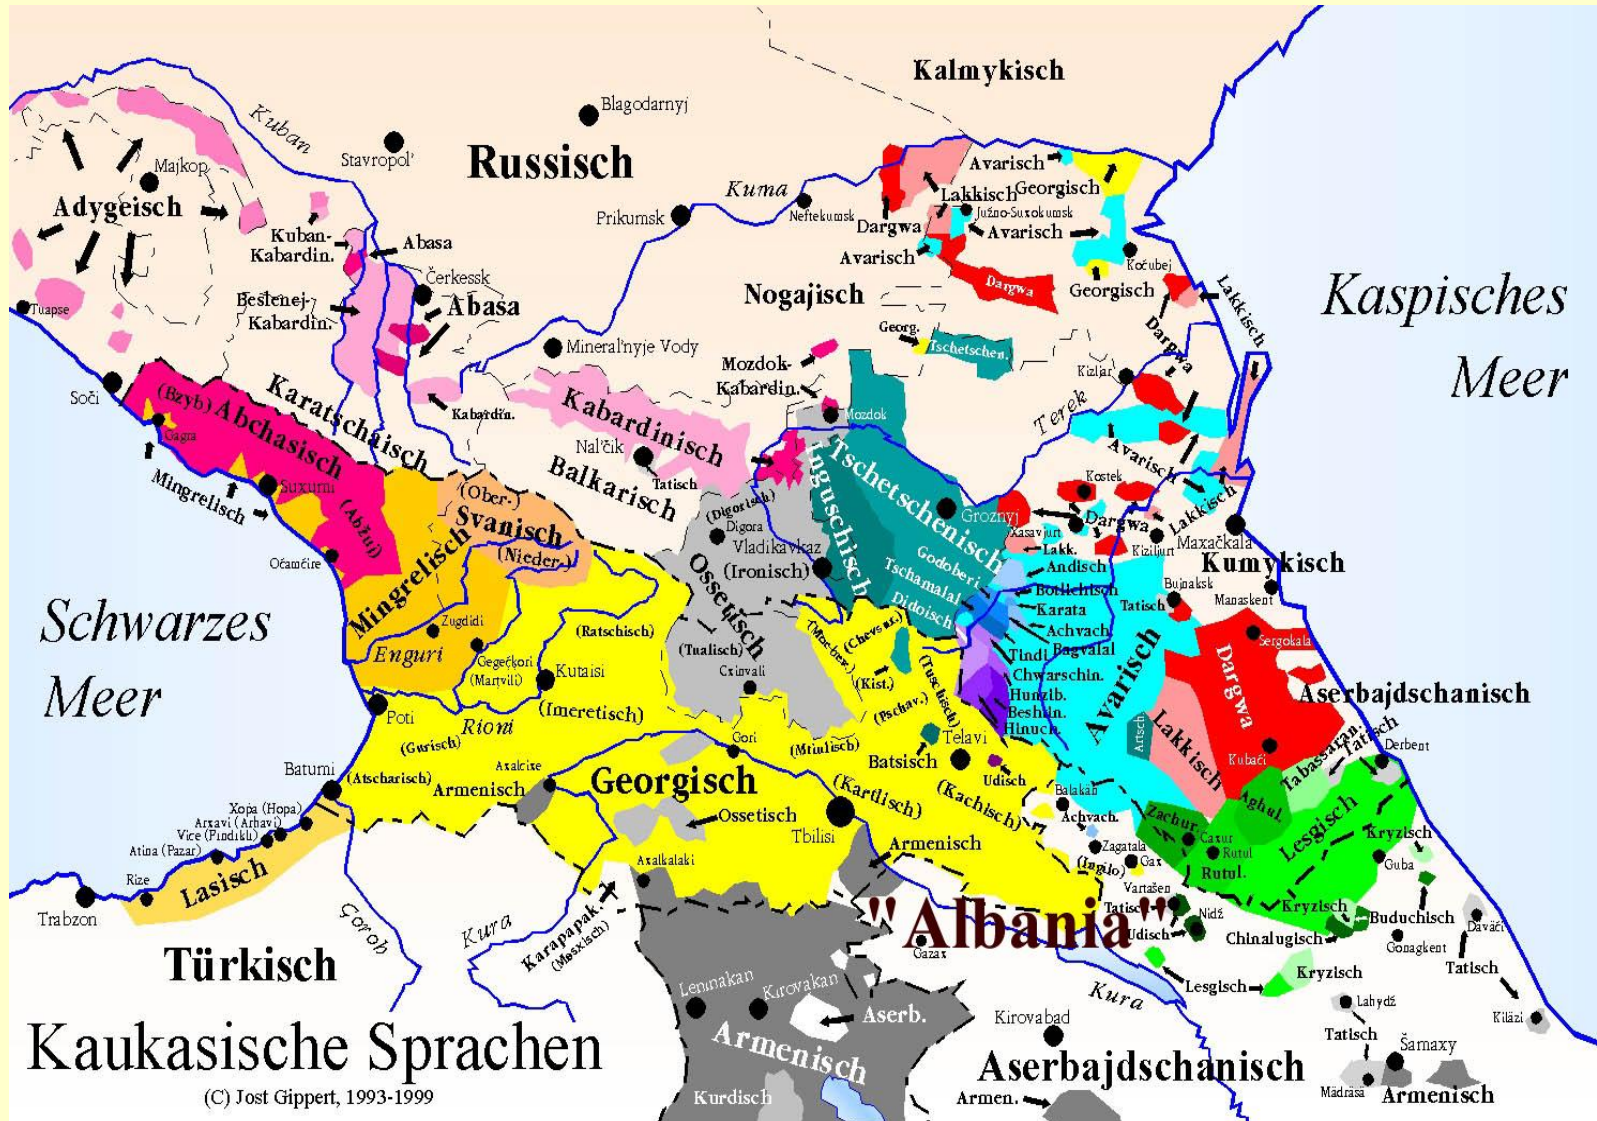 Kalmykisch
Blagodarnyj
Kuban
Stavropol'
Russisch
Majkop
Avarisch
Kuma
Lakkisch
Georgisch
Adygeisch
Prikumsk
Neftekumsk
Južno-Suxokumsk
Dargwa
Avarisch
Kuban-
Kabardin.
Abasa
Avarisch
Kočubej
Čerkessk
Dargwa
Georgisch
Lakkisch
Kaspisches
Meer
Nogajisch
Tuapse
Beslenej-
Kabardin.
Abasa
Georg.
Tschetschen.
Dargwa
Mineral'nyje Vody
Mozdok-
Kabardin.
Kizljar
Soči
(Bzyb)
Abchasisch
(Abžui)
Karatschaisch
Kabardin.
Kabardinisch
Mozdok
Terek
Gagra
Nal'čik
Balkarisch
Tatisch
Mingrelisch
Suxumi
Avarisch
Lakkisch
Kostek
Dargwa
(Ober-)
Svanisch
(Nieder-)
(Digorisch)
Digora
Vladikavkaz
(Ironisch)
Inguschisch
Tschetschenisch
Groznyj
Xasavjurt
Kiziljurt
Maxačkala
Očamčire
Mingrelisch
Ossetisch
Lakk.
Andisch
Kumykisch
Godoberi.
Tschamalal
Didoisch
Botlichisch
Karata
Achvach.
Bagvalal
Tindi.
Chwarschin.
Hunzib.
Beshtin.
Hinuch.
Bujnaksk
Manaskent
Tatisch
Sergokala
Schwarzes
Meer
Zugdidi
Enguri
Gegečkori
(Martvili)
Kutaisi
(Ratschisch)
(Tualisch)
Cxinvali
(Chevsur.)
(Kist.)
(Pschav.)
(Tuschisch)
Avarisch
Dargwa
Aserbajdschanisch
Poti
Rioni
(Imeretisch)
(Gurisch)
Gori
(Mtiulisch)
Telavi
Batsisch
Udisch
Artsch.
Lakkisch
Kubači
Tabassaran.
Tatisch
Derbent
Batumi
(Atscharisch)
Axalcixe
Armenisch
Georgisch
(Kartlisch)
(Kachisch)
Balakän
Achvach.
Aghul.
Lesgisch
Xopa (Hopa)
Arxavi (Arhavi)
Vice (Findikli)
Atina (Pazar)
Ossetisch
Tbilisi
Zachur.
Caxur
Rutul
Rutul.
Kryzisch
Zagatala
Guba
Armenisch
(Ingilo)
Gax
Rize
Lasisch
Axalkalaki
Trabzon
Vartašen
Tatisch
Nidž
Udisch
Kryzisch
Chinalugisch
Buduchisch
Gonagkent
Däväči
"Albania"
Çoroh
Kura
Karapapak.
(Mesxisch)
Gazax
Türkisch
Tatisch
Lesgisch
Kryzisch
Leninakan
Kirovakan
Kura
Lahydž
Kiläzi
Aserb.
Kirovabad
Tatisch
Kaukasische Sprachen
Armenisch
Aserbajdschanisch
Šamaxy
Mädräsä
Armenisch
(C) Jost Gippert, 1993-1999
Kurdisch
Armen.